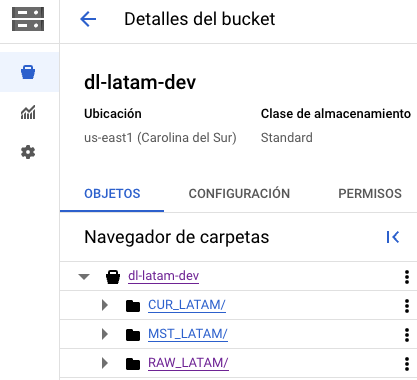 Detalles del bucket
dl-latam-dev
Ubicación Clase de almacenamiento
us-east1 (Carolina del Sur) Standard
OBJETOS CONFIGURACIÓN PERMISOS
Navegador de carpetas
dl-latam-dev
CUR_LATAM/
MST_LATAM/
RAW_LATAM/